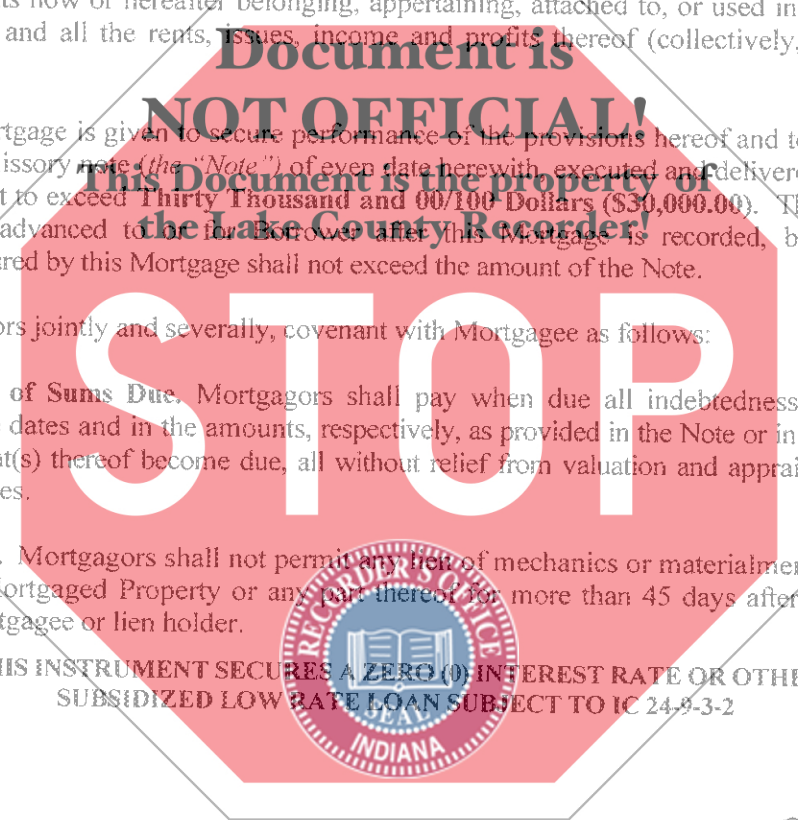 ts now or hereafter belonging, appertaining, attached to, or used in
and all the rents, issues, income and profits thereof (collectively,
Document is
NOT OFFICIAL!
rtgage is given to secure performance of the provisions hereof and to
issory note (the "Note") of even date herewith, executed and delivere
This Document is the property of
t to exceed Thirty Thousand and 00/100 Dollars ($30,000.00). Th
the Lake County Recorder!
advanced to or for Borrower after this Mortgage is recorded, b
ured by this Mortgage shall not exceed the amount of the Note.
STOP
ors jointly and severally, covenant with Mortgagee as follows:
of Sums Due. Mortgagors shall pay when due all indebtedness
dates and in the amounts, respectively, as provided in the Note or in
nt(s) thereof become due, all without relief from valuation and apprai
es.
. Mortgagors shall not permit any lien of mechanics or materialmen
Mortgaged Property or any part thereof for more than 45 days after
tgagee or lien holder.
RECORDER'S OFFICE
HIS INSTRUMENT SECURES A ZERO (0) INTEREST RATE OR OTHE
SUBSIDIZED LOW RATE LOAN SUBJECT TO IC 24-9-3-2
SEAL
INDIANA